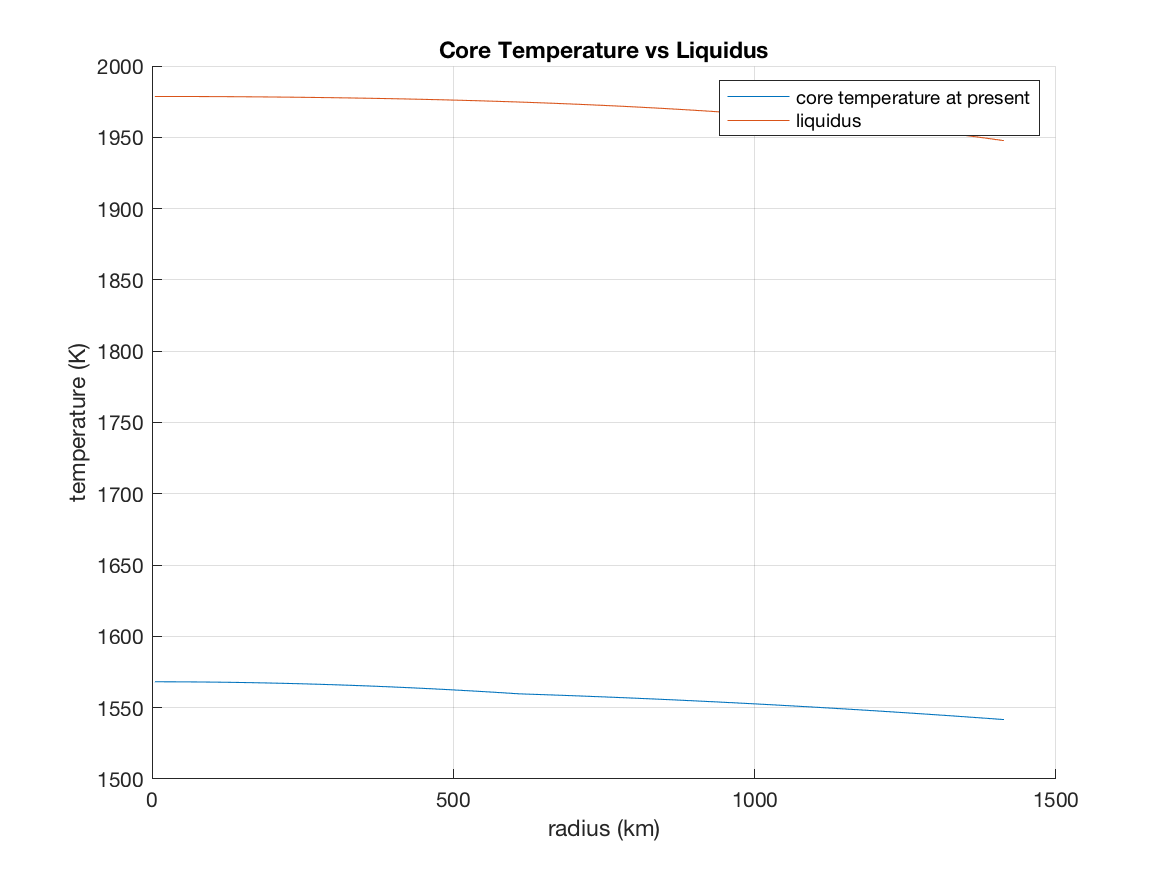 Core Temperature vs Liquidus
core temperature at present
liquidus
temperature (K)
2000
1950
1900
1850
1800
1750
1700
1650
1600
1550
1500
0 500 1000 1500
radius (km)